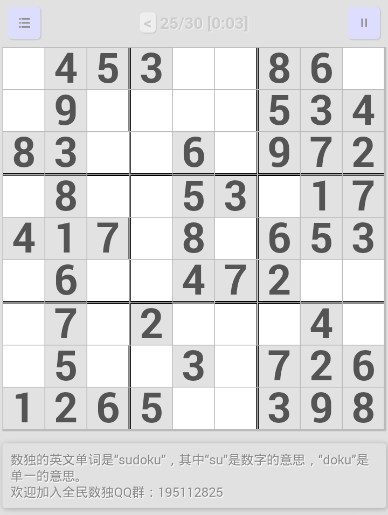 < 25/30 [0:03]
4 5 3 8 6
9 5 3 4
8 3 6 9 7 2
8 5 3 1 7
4 1 7 8 6 5 3
6 4 7 2
7 2 4
5 3 7 2 6
1 2 6 5 3 9 8
数独的英文单词是“sudoku”，其中“su”是数字的意思，“doku”是
单一的意思。
欢迎加入全民数独QQ群：195112825